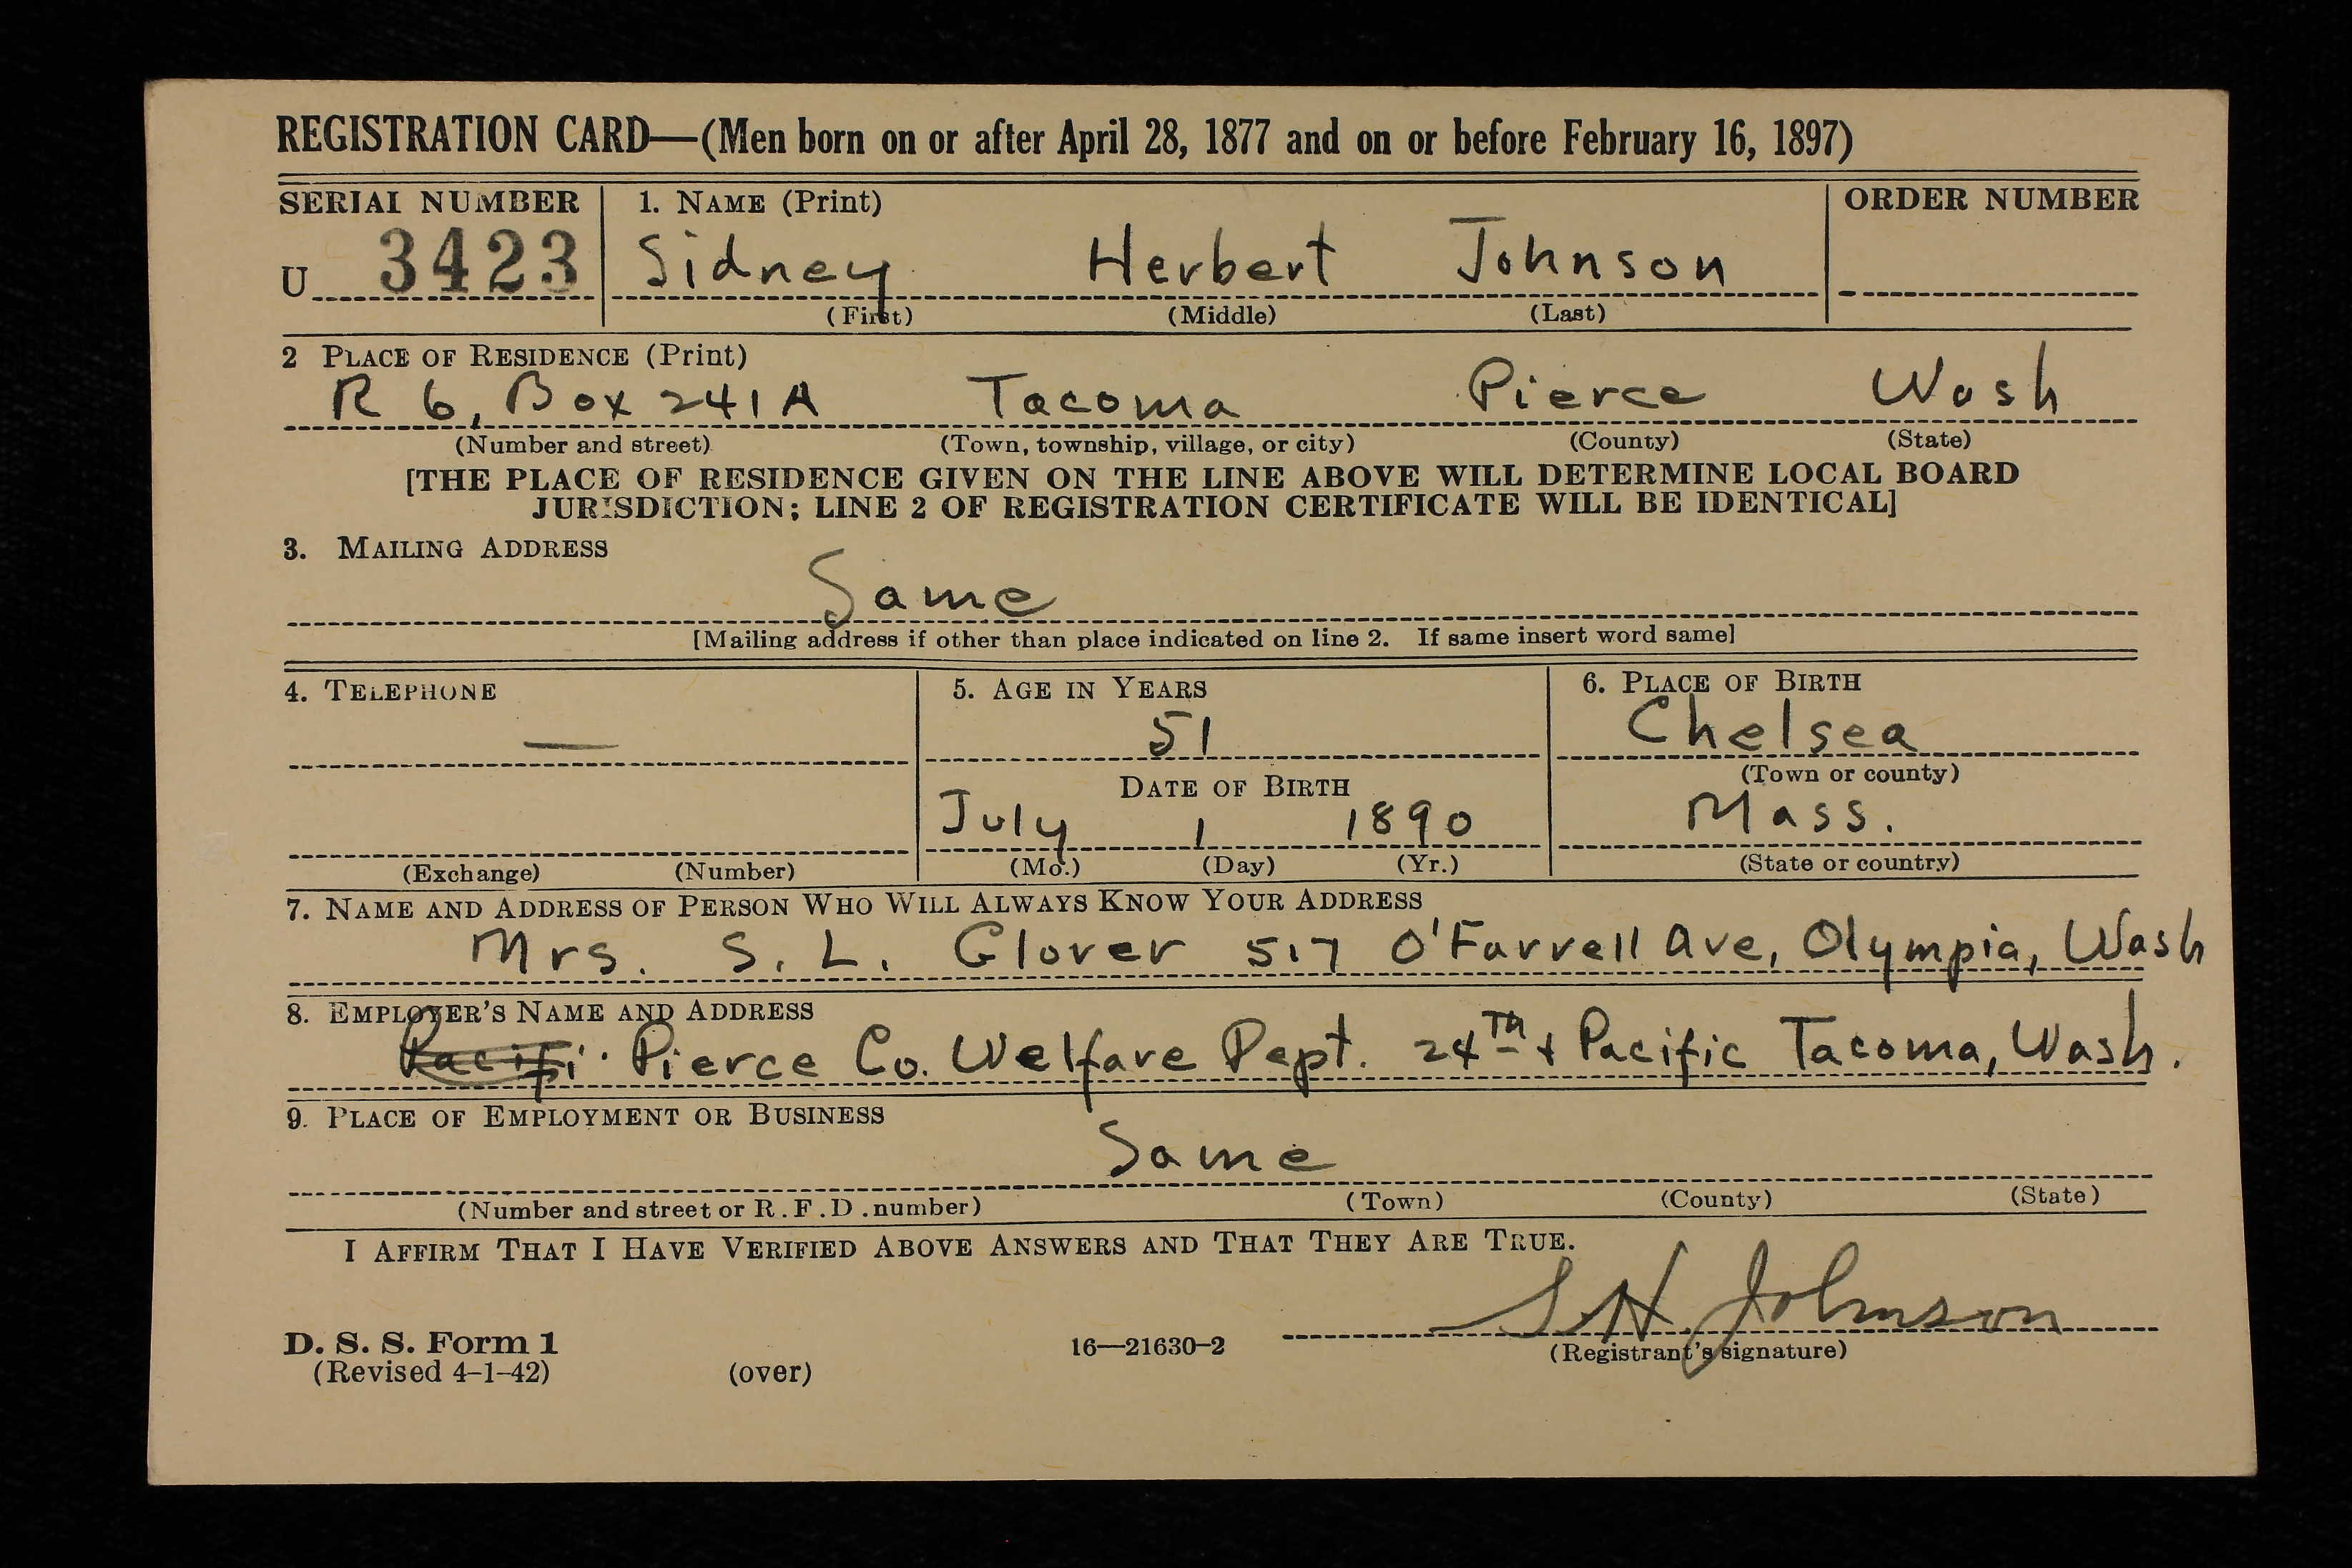 REGISTRATION CARD—(Men born on or after April 28, 1877 and on or before February 16, 1897)
SERIAL NUMBER 1. NAME (Print) ORDER NUMBER
U 3423 Sidney Herbert Johnson
(First) (Middle) (Last)
2 PLACE OF RESIDENCE (Print)
R 6, Box 241A Tacoma Pierce Wash
(Number and street) (Town, township, village, or city) (County) (State)
[THE PLACE OF RESIDENCE GIVEN ON THE LINE ABOVE WILL DETERMINE LOCAL BOARD
JURISDICTION; LINE 2 OF REGISTRATION CERTIFICATE WILL BE IDENTICAL]
3. MAILING ADDRESS
Same
[Mailing address if other than place indicated on line 2. If same insert word same]
4. TELEPHONE 5. AGE IN YEARS 6. PLACE OF BIRTH
— 51 Chelsea
(Town or county)
DATE OF BIRTH
July 1 1890 Mass.
(Exchange) (Number) (Mo.) (Day) (Yr.) (State or country)
7. NAME AND ADDRESS OF PERSON WHO WILL ALWAYS KNOW YOUR ADDRESS
Mrs. S. L. Glover 517 O'Farrell Ave, Olympia, Wash
8. EMPLOYER'S NAME AND ADDRESS
Pacifi Pierce Co. Welfare Dept. 24TH & Pacific Tacoma, Wash.
9. PLACE OF EMPLOYMENT OR BUSINESS
Same
(Number and street or R.F.D. number) (Town) (County) (State)
I AFFIRM THAT I HAVE VERIFIED ABOVE ANSWERS AND THAT THEY ARE TRUE.
S H Johnson
D. S. S. Form 1 16—21630-2 (Registrant's signature)
(Revised 4-1-42) (over)